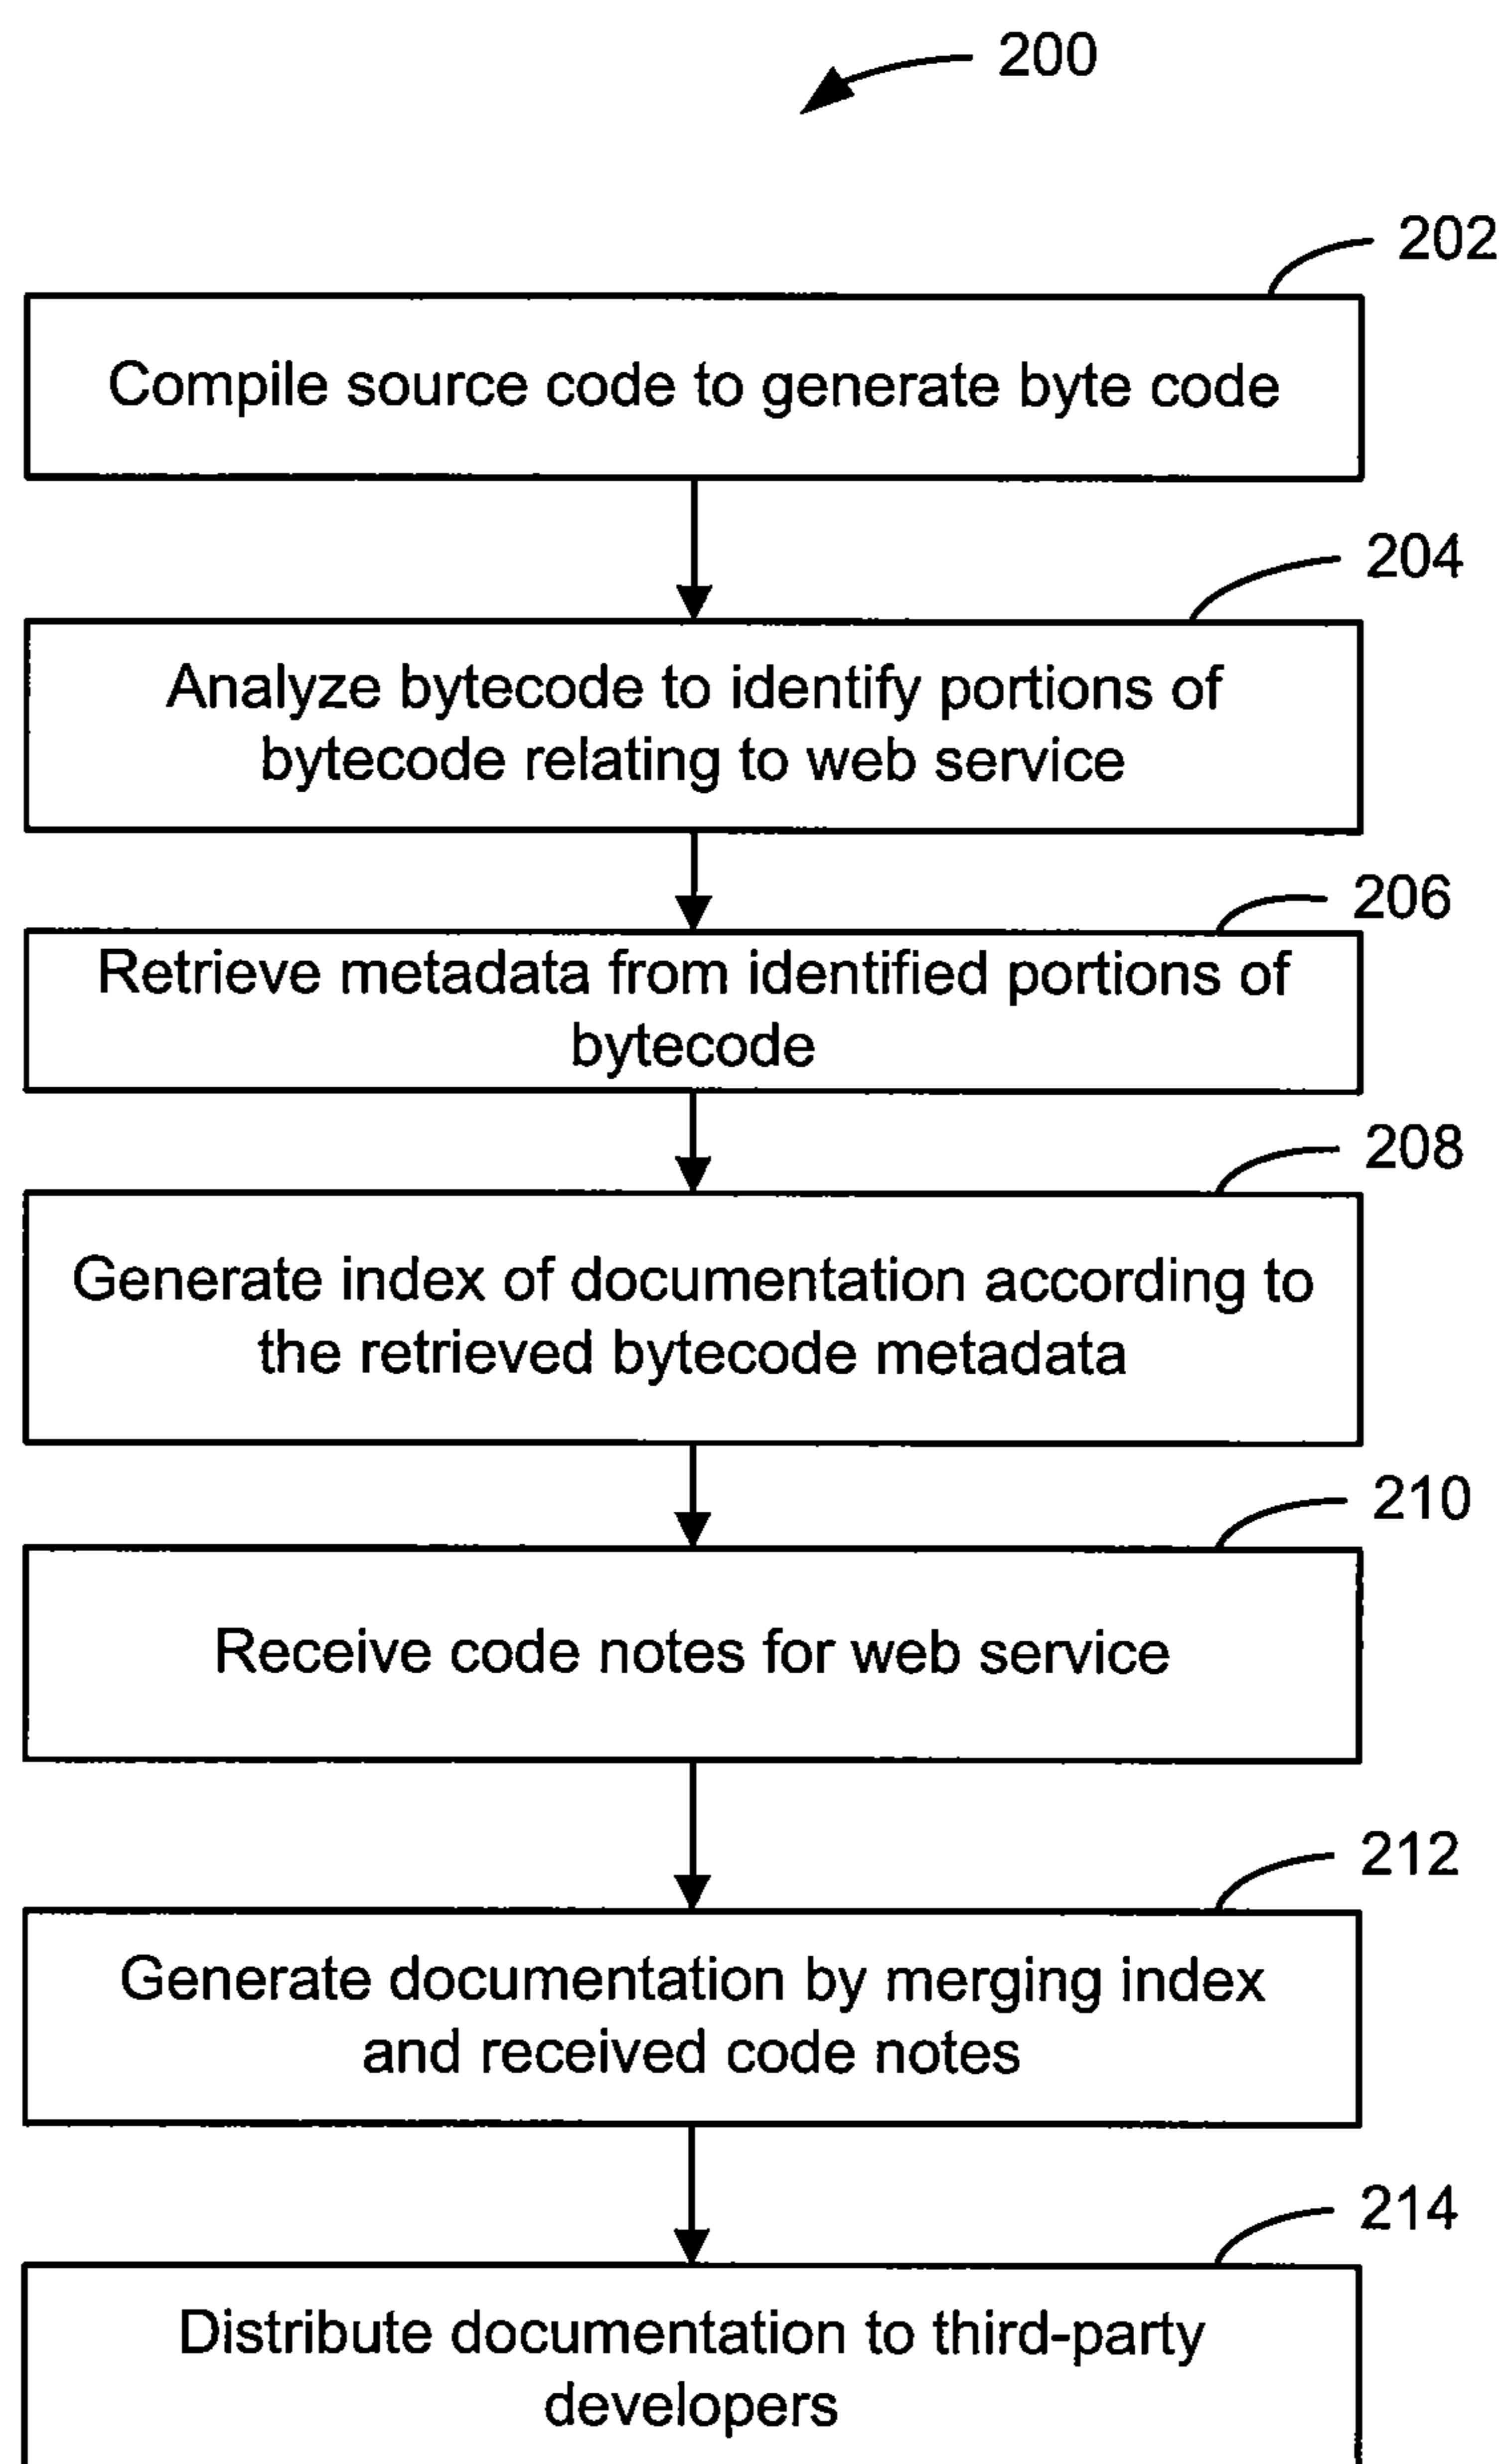 200
202
Compile source code to generate byte code
204
Analyze bytecode to identify portions of
bytecode relating to web service
206
Retrieve metadata from identified portions of
bytecode
208
Generate index of documentation according to
the retrieved bytecode metadata
210
Receive code notes for web service
212
Generate documentation by merging index
and received code notes
214
Distribute documentation to third-party
developers